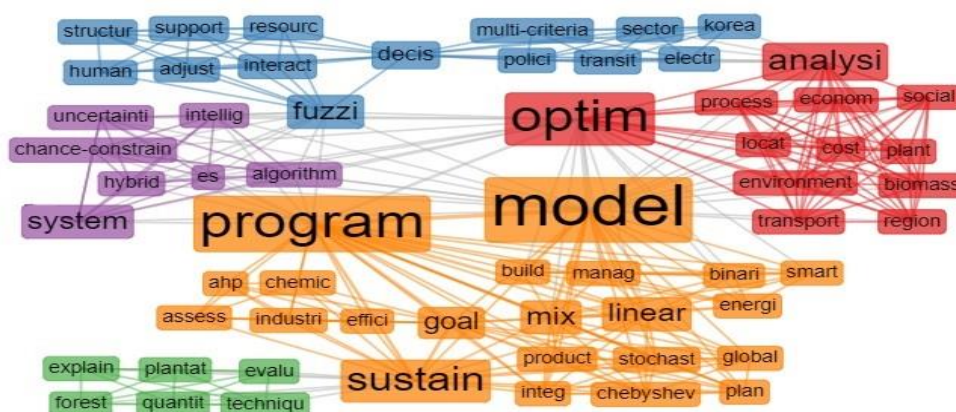 structur support resourc
human adjust interact
decis
fuzzi
multi-criteria sector korea
polici transit electr
analysi
optim
process econom social
locat cost plant
environment biomass
transport region
uncertainti intellig
chance-constrain
hybrid es algorithm
system
program
model
build manag binari smart
ahp chemic
assess industri effici goal
mix linear energi
product stochast global
sustain integ chebyshev plan
explain plantat evalu
forest quantit techniqu